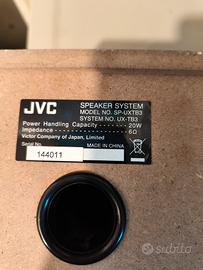 JVC
SPEAKER SYSTEM
MODEL NO. SP-UXTB3
SYSTEM NO. UX-TB3
Power Handling Capacity 20W
Impedance 6Ω
Victor Company of Japan, Limited
Serial No. MADE IN CHINA
144011
subito